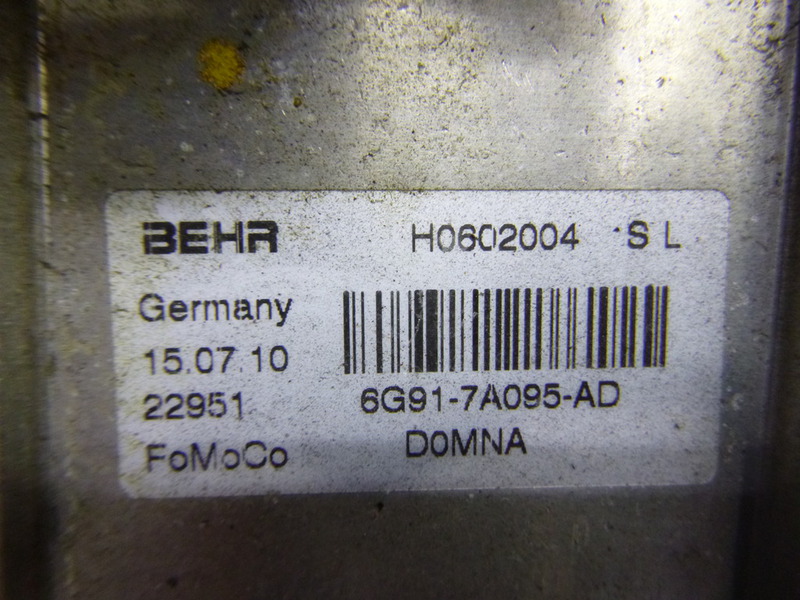 BEHR H0602004 S L
Germany
15.07.10
22951 6G91-7A095-AD
FoMoCo D0MNA